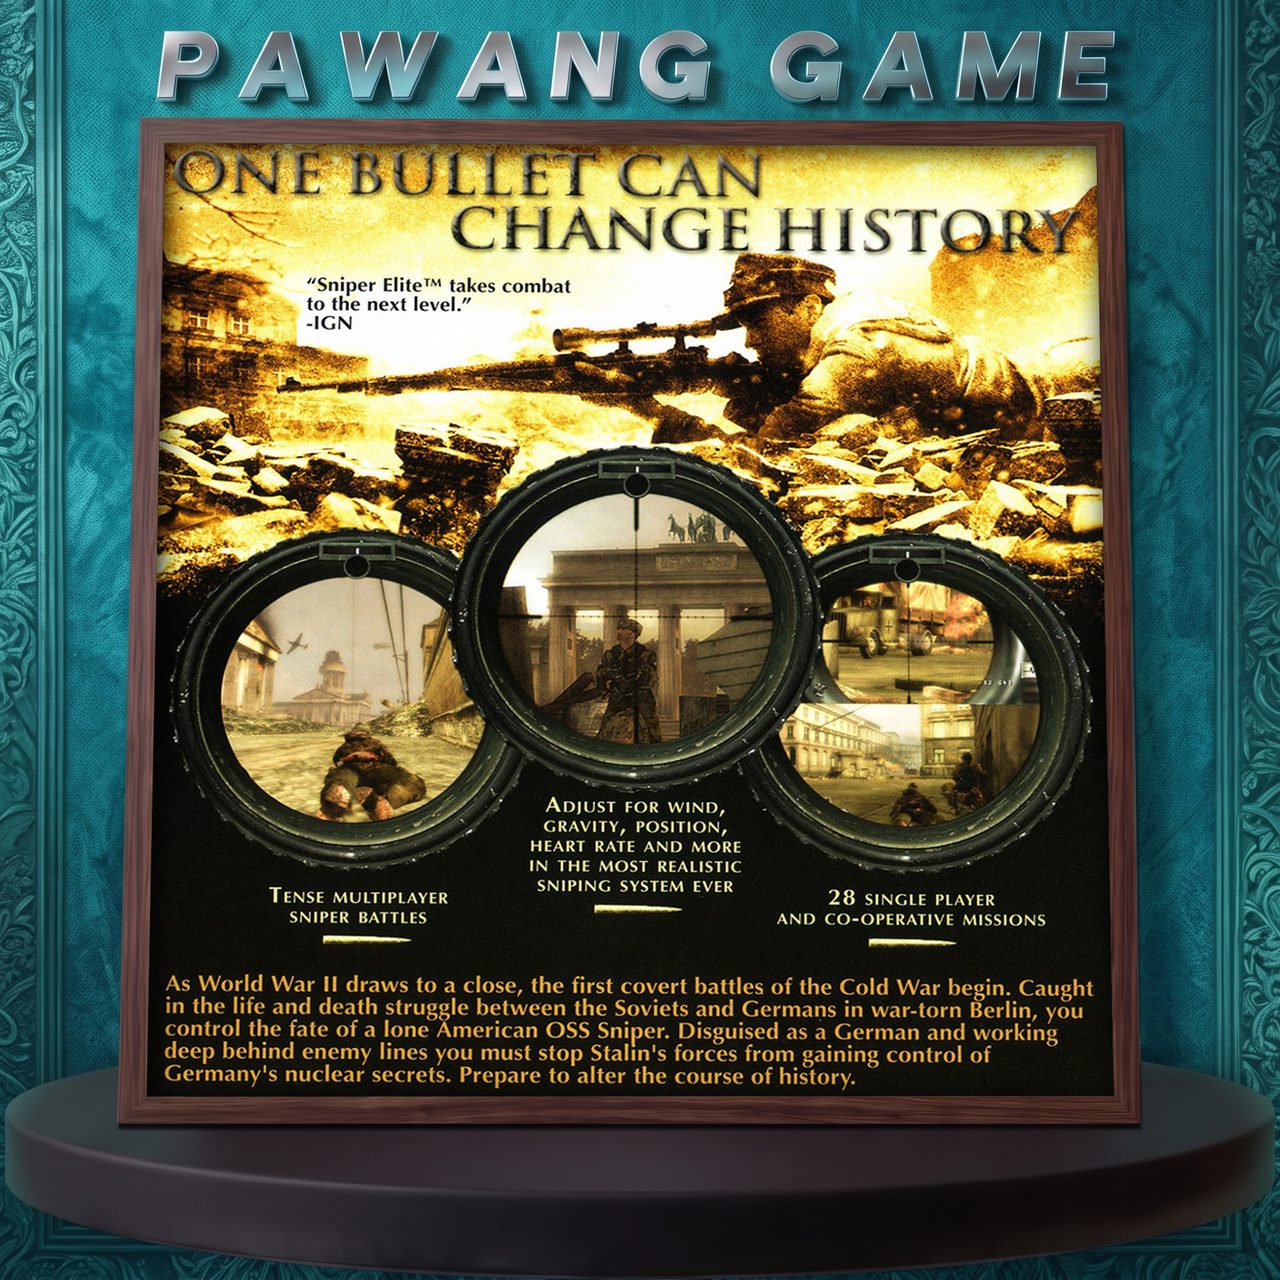 PAWANG GAME
ONE BULLET CAN
CHANGE HISTORY
“Sniper Elite™ takes combat
to the next level.”
-IGN
ADJUST FOR WIND,
GRAVITY, POSITION,
HEART RATE AND MORE
IN THE MOST REALISTIC
SNIPING SYSTEM EVER
TENSE MULTIPLAYER
SNIPER BATTLES
28 SINGLE PLAYER
AND CO-OPERATIVE MISSIONS
As World War II draws to a close, the first covert battles of the Cold War begin. Caught
in the life and death struggle between the Soviets and Germans in war-torn Berlin, you
control the fate of a lone American OSS Sniper. Disguised as a German and working
deep behind enemy lines you must stop Stalin's forces from gaining control of
Germany's nuclear secrets. Prepare to alter the course of history.